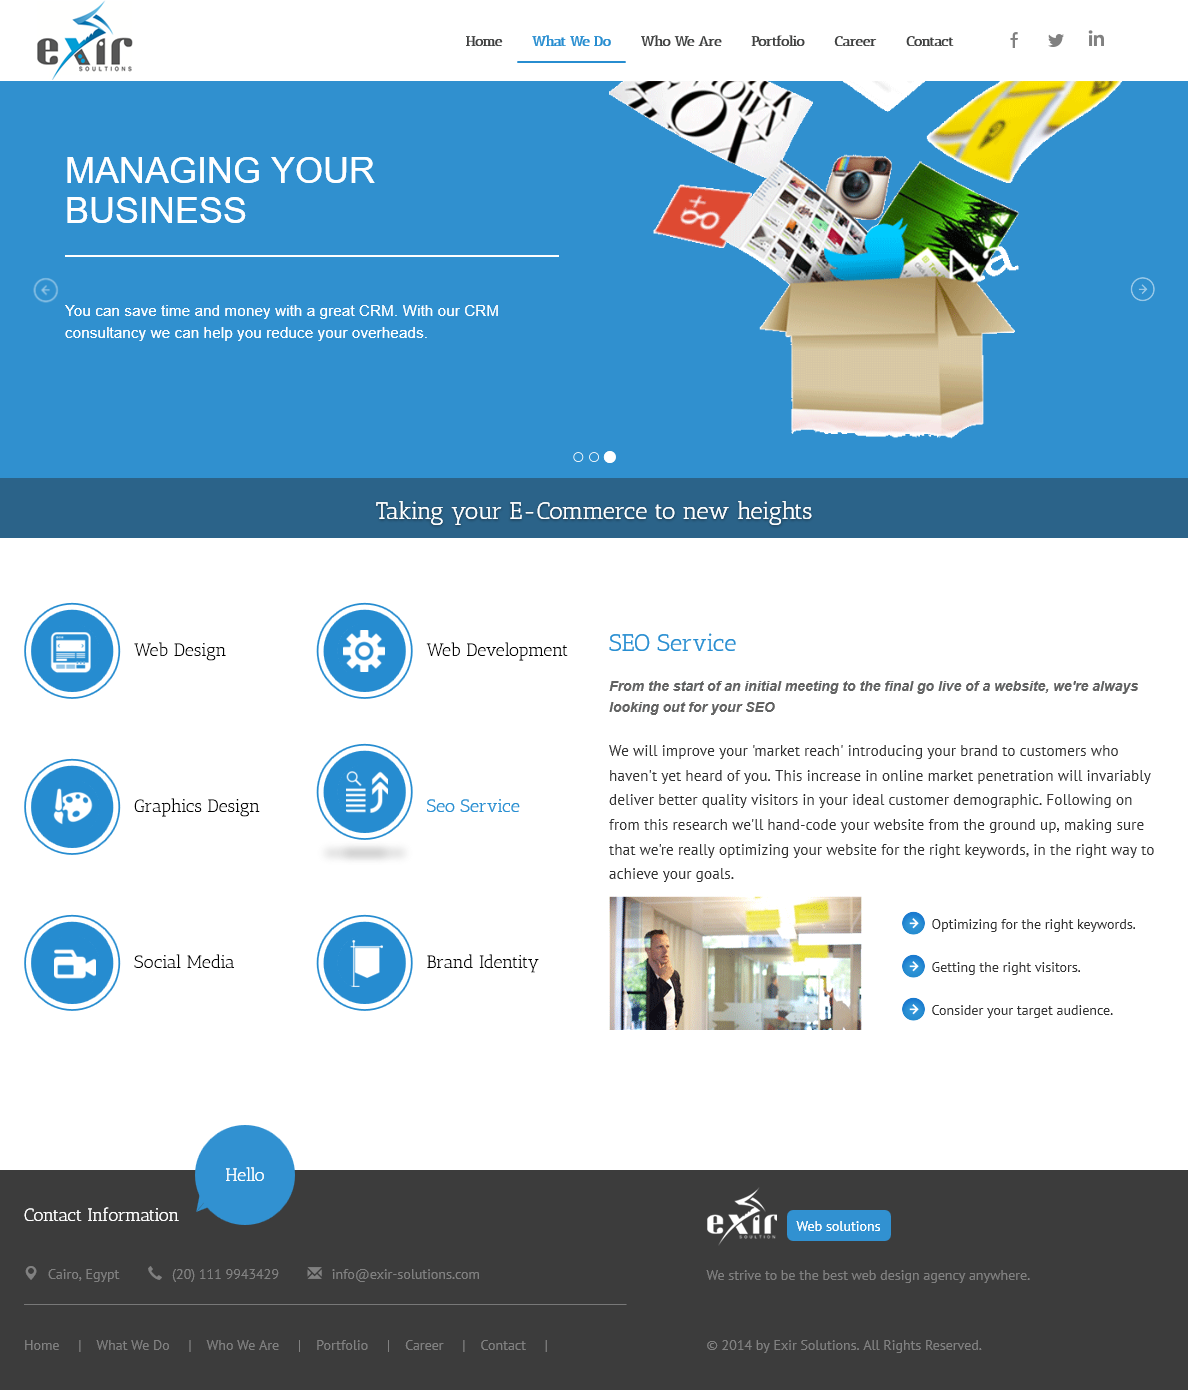 exir
SOULTIONS
Home
What We Do
Who We Are
Portfolio
Career
Contact
MANAGING YOUR
BUSINESS
You can save time and money with a great CRM. With our CRM
consultancy we can help you reduce your overheads.
Aa
Taking your E-Commerce to new heights
Web Design
Web Development
Graphics Design
Seo Service
Social Media
Brand Identity
SEO Service
From the start of an initial meeting to the final go live of a website, we're always
looking out for your SEO
We will improve your 'market reach' introducing your brand to customers who
haven't yet heard of you. This increase in online market penetration will invariably
deliver better quality visitors in your ideal customer demographic. Following on
from this research we'll hand-code your website from the ground up, making sure
that we're really optimizing your website for the right keywords, in the right way to
achieve your goals.
Optimizing for the right keywords.
Getting the right visitors.
Consider your target audience.
Hello
Contact Information
Cairo, Egypt
(20) 111 9943429
info@exir-solutions.com
Home | What We Do | Who We Are | Portfolio | Career | Contact |
exir
SOULTION
Web solutions
We strive to be the best web design agency anywhere.
© 2014 by Exir Solutions. All Rights Reserved.